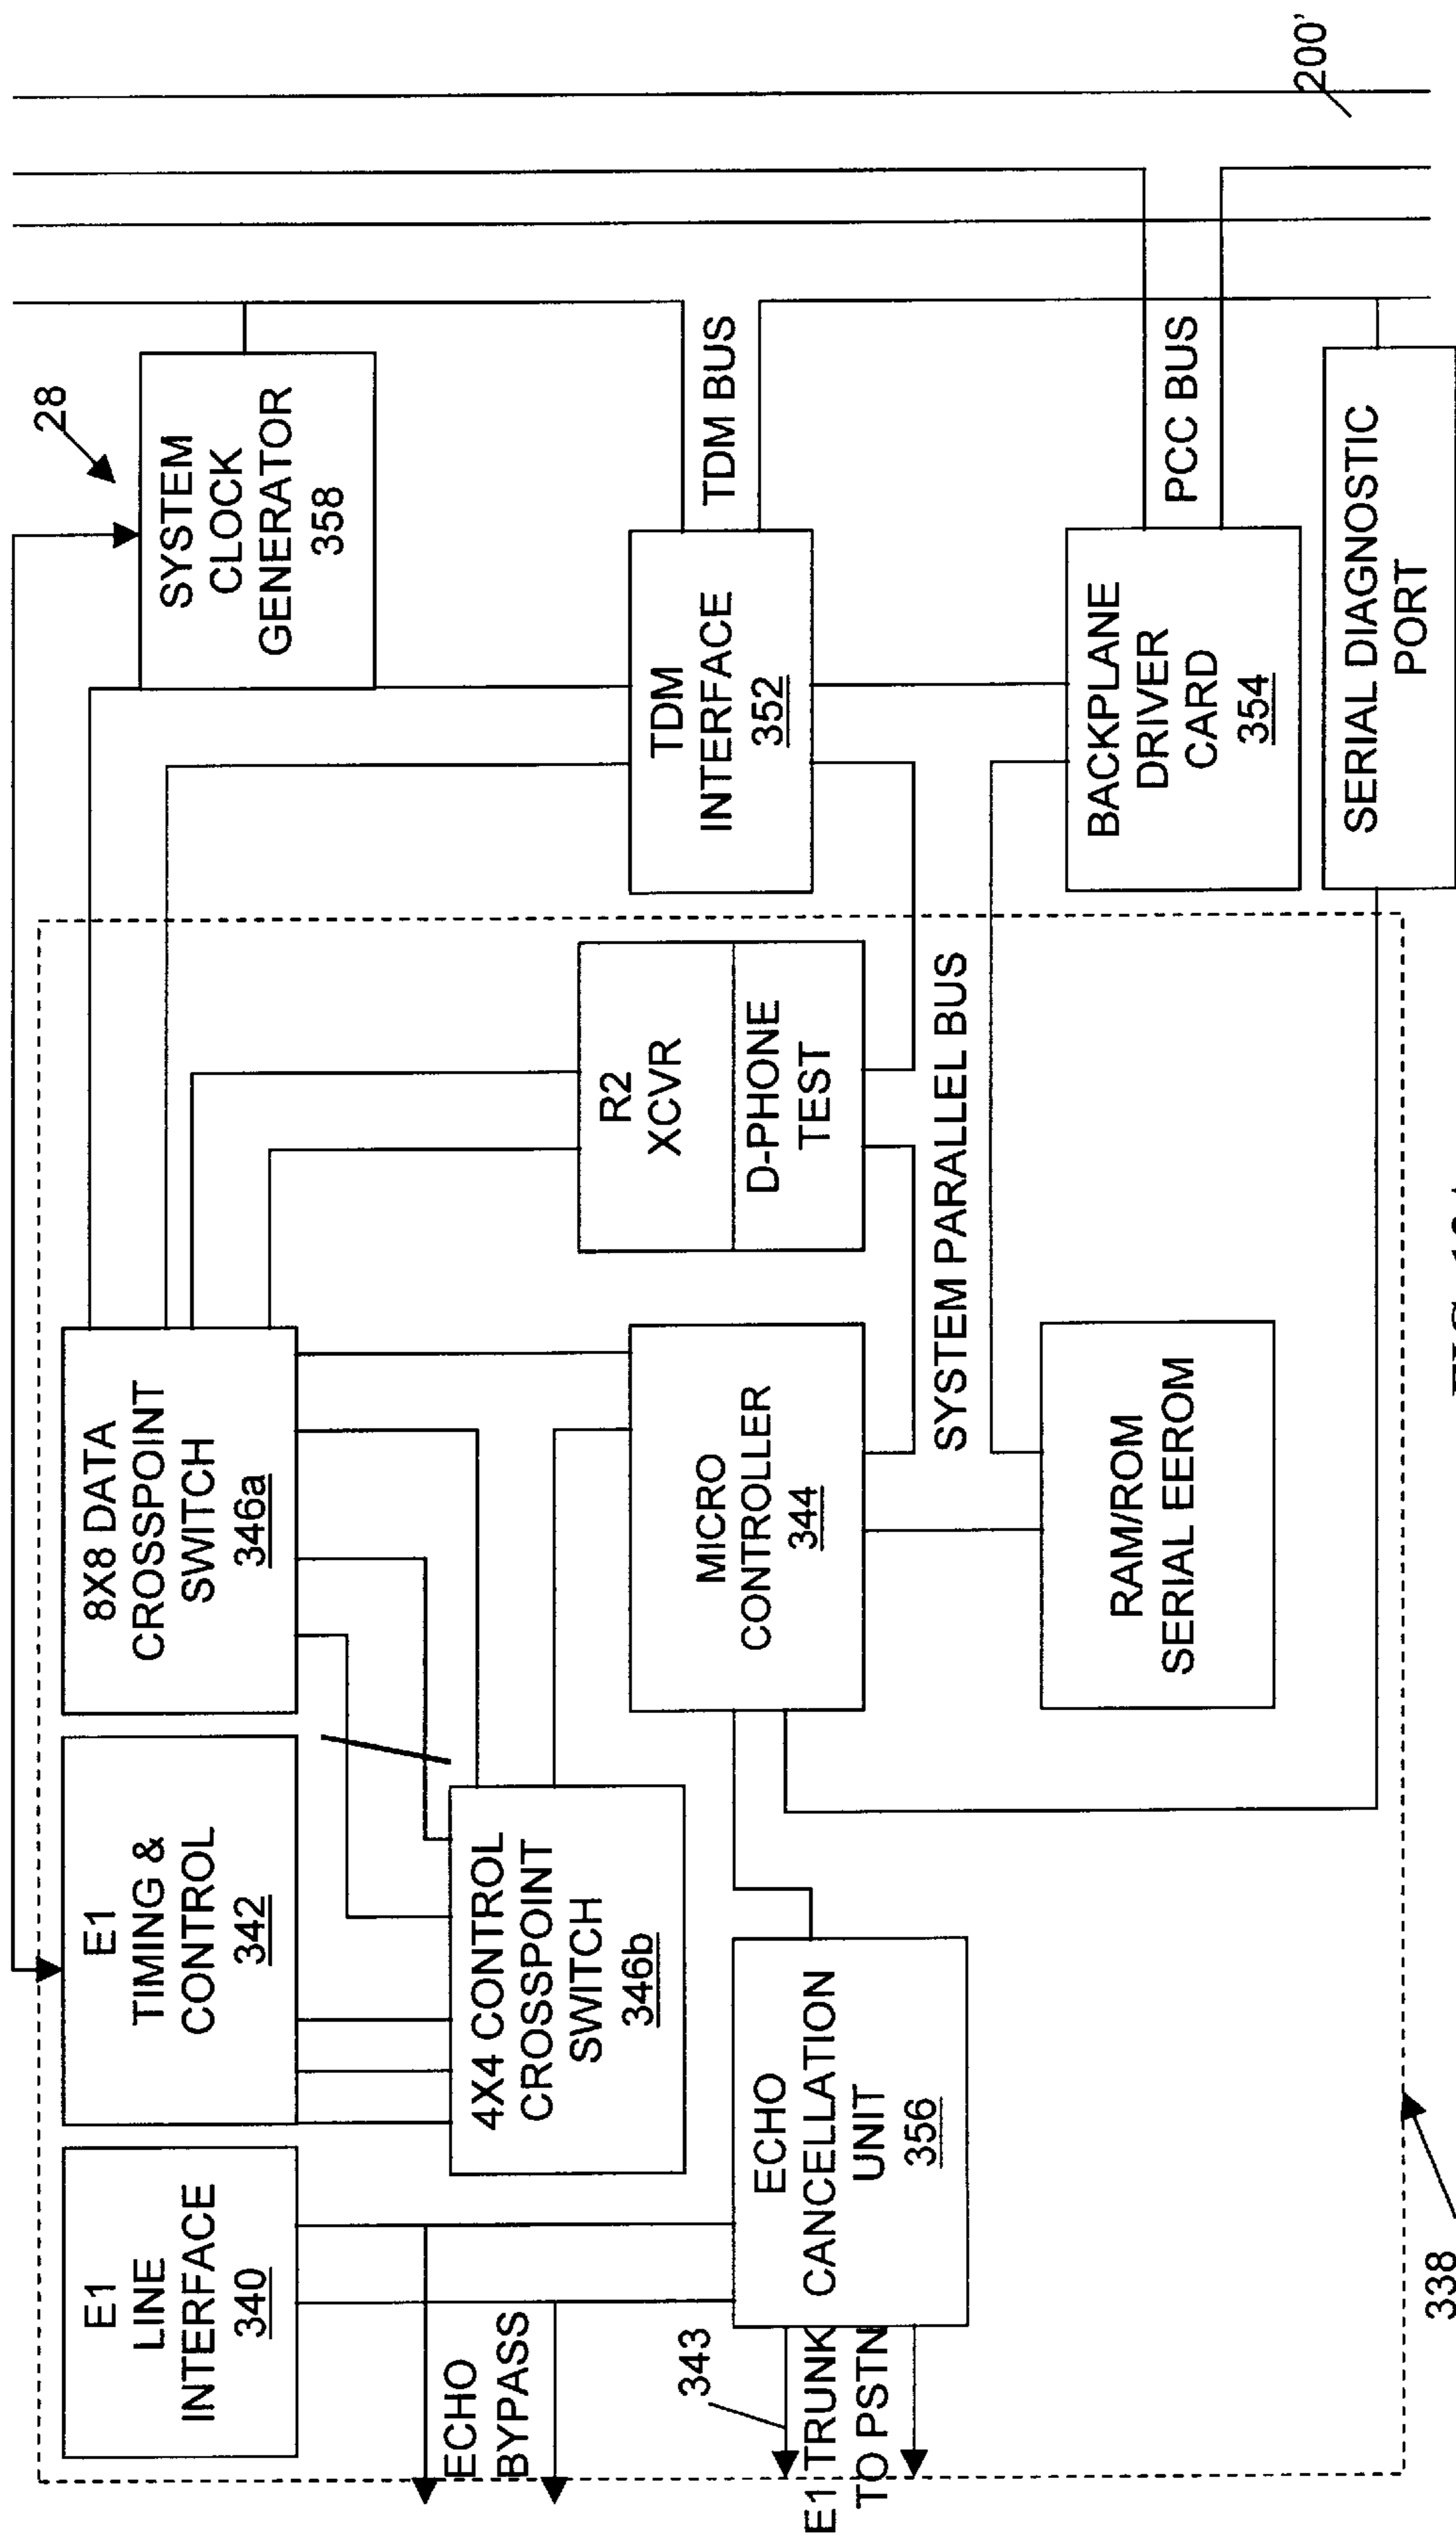 E1
LINE
INTERFACE
340
E1
TIMING &
CONTROL
342
8X8 DATA
CROSSPOINT
SWITCH
346a
SYSTEM
CLOCK
GENERATOR
358
28
ECHO
BYPASS
4X4 CONTROL
CROSSPOINT
SWITCH
346b
R2
XCVR
D-PHONE
TEST
TDM
INTERFACE
352
TDM BUS
343
E1 TRUNK
TO PSTN
ECHO
CANCELLATION
UNIT
356
MICRO
CONTROLLER
344
SYSTEM PARALLEL BUS
RAM/ROM
SERIAL EEROM
BACKPLANE
DRIVER
CARD
354
PCC BUS
SERIAL DIAGNOSTIC
PORT
200'
338